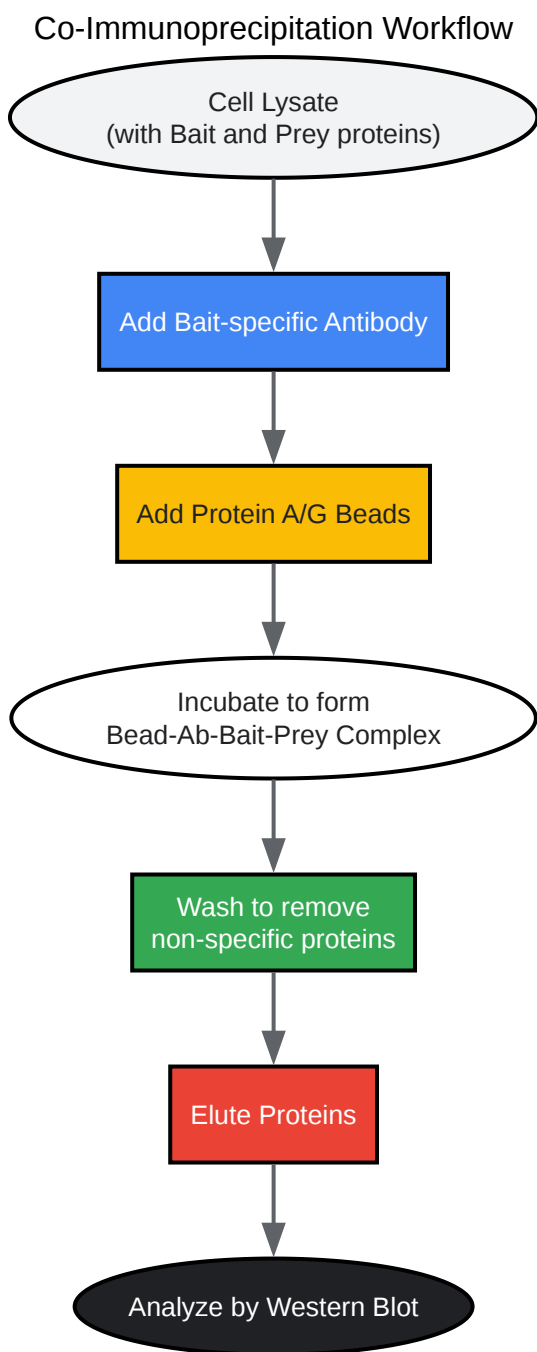 Co-Immunoprecipitation Workflow
Cell Lysate
(with Bait and Prey proteins)
Add Bait-specific Antibody
Add Protein A/G Beads
Incubate to form
Bead-Ab-Bait-Prey Complex
Wash to remove
non-specific proteins
Elute Proteins
Analyze by Western Blot